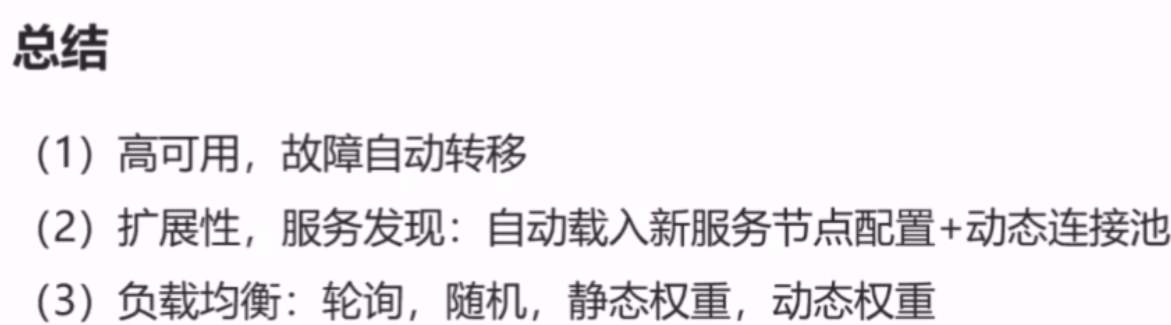 总结
（1）高可用，故障自动转移
（2）扩展性，服务发现：自动载入新服务节点配置+动态连接池
（3）负载均衡：轮询，随机，静态权重，动态权重